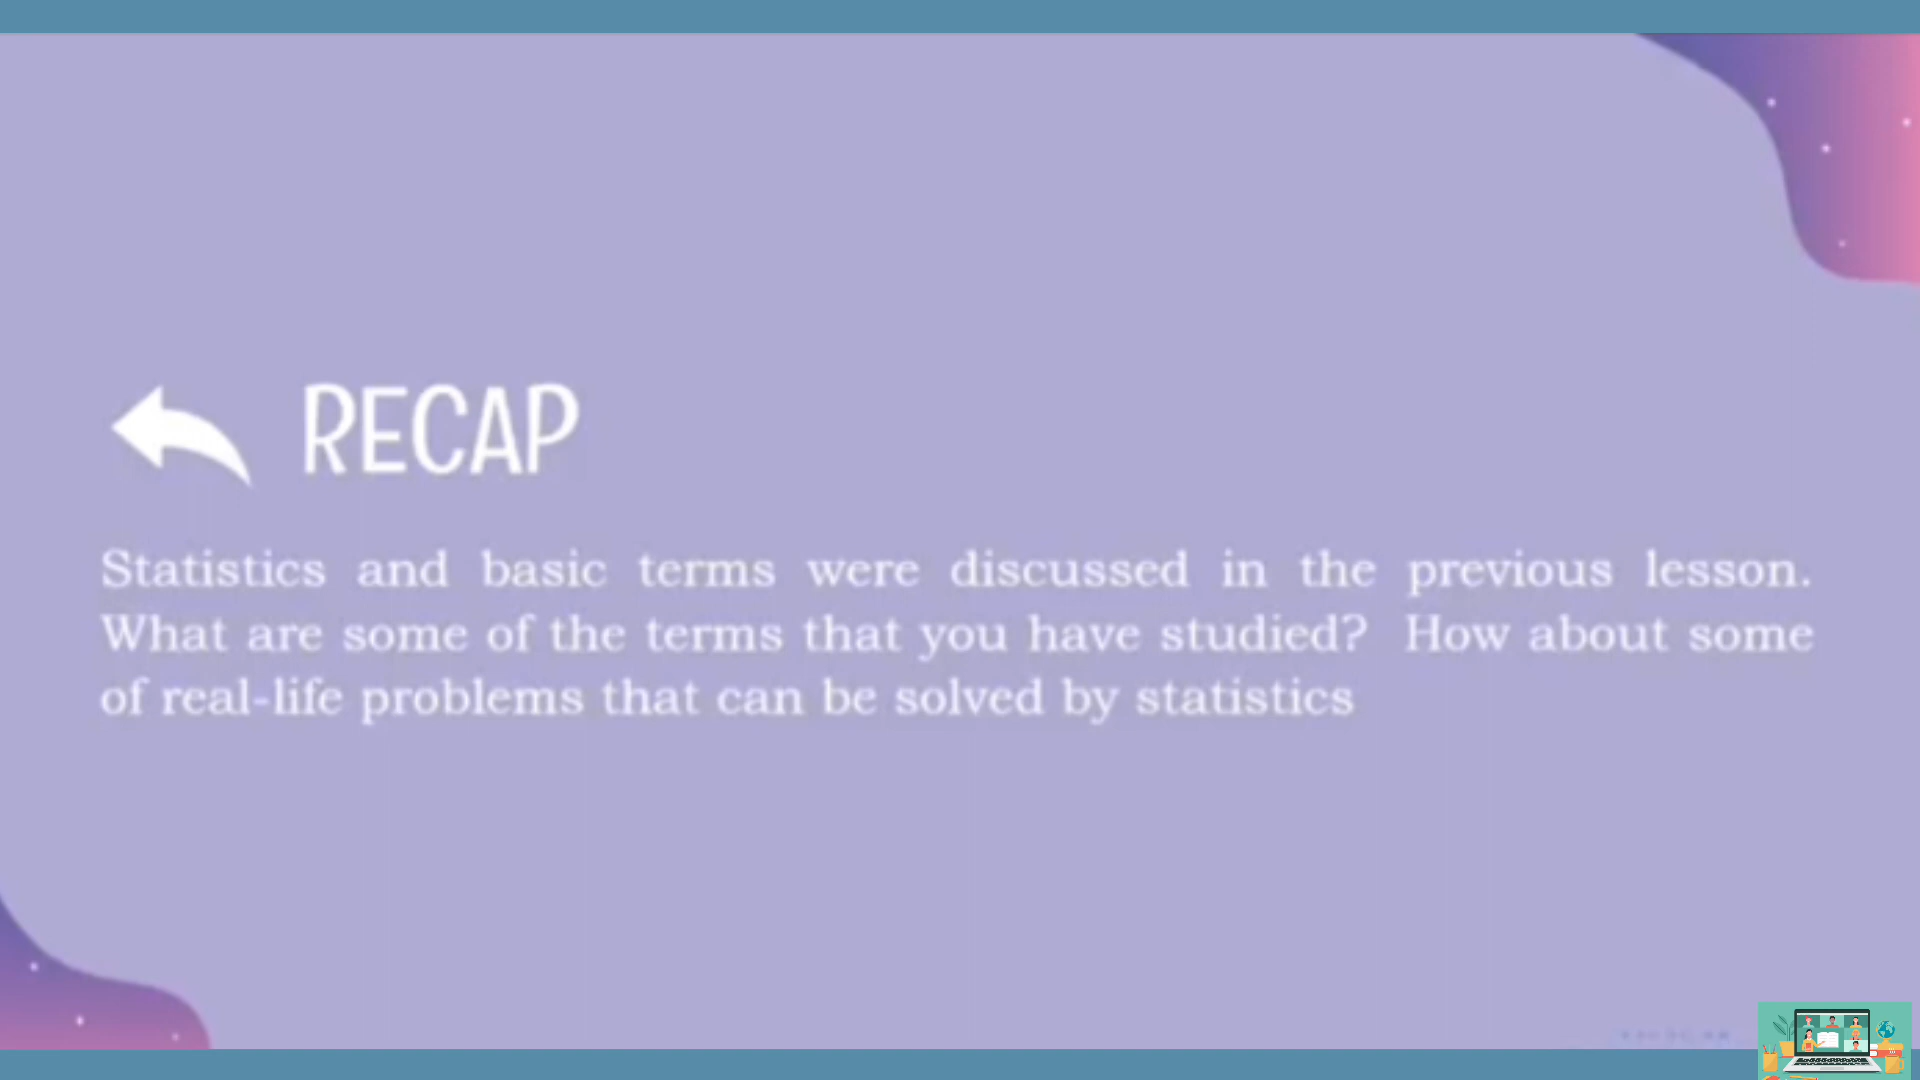 RECAP
Statistics and basic terms were discussed in the previous lesson.
What are some of the terms that you have studied? How about some
of real-life problems that can be solved by statistics